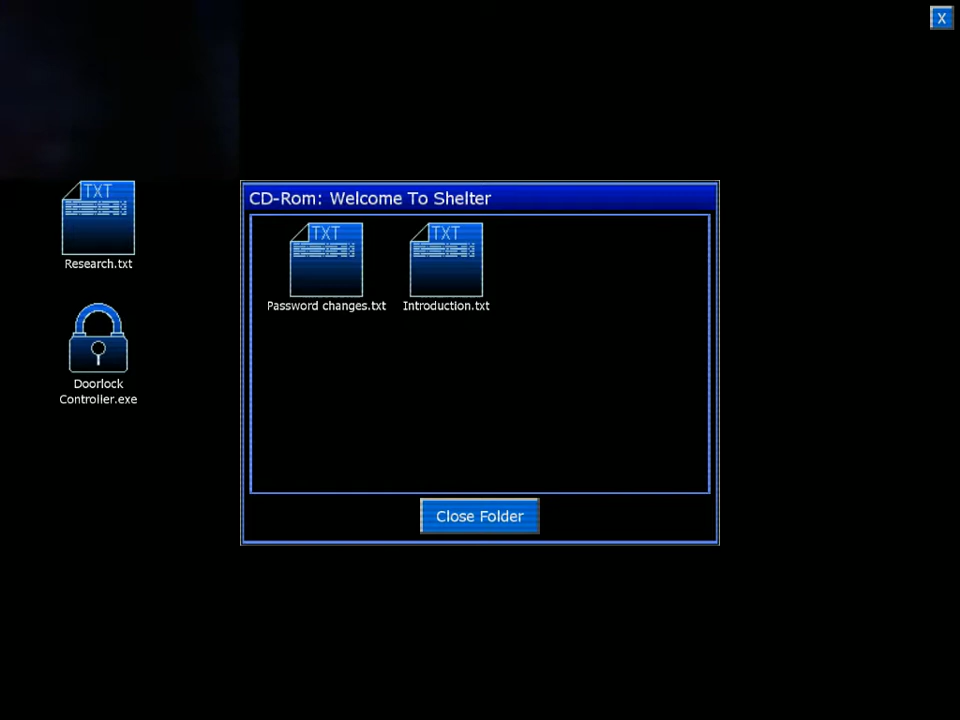 X
CD-Rom: Welcome To Shelter
TXT
Research.txt
TXT
Password changes.txt
TXT
Introduction.txt
Doorlock
Controller.exe
Close Folder